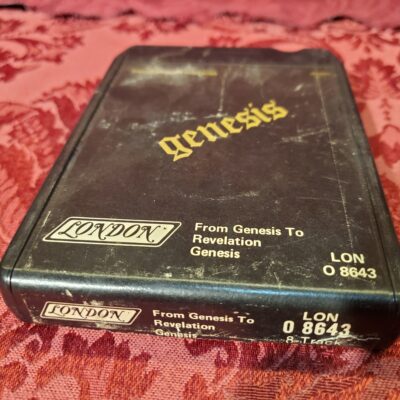 genesis
LONDON
From Genesis To
Revelation
Genesis
LON
O 8643
LONDON
From Genesis To
Revelation
Genesis
LON
O 8643
8-Track